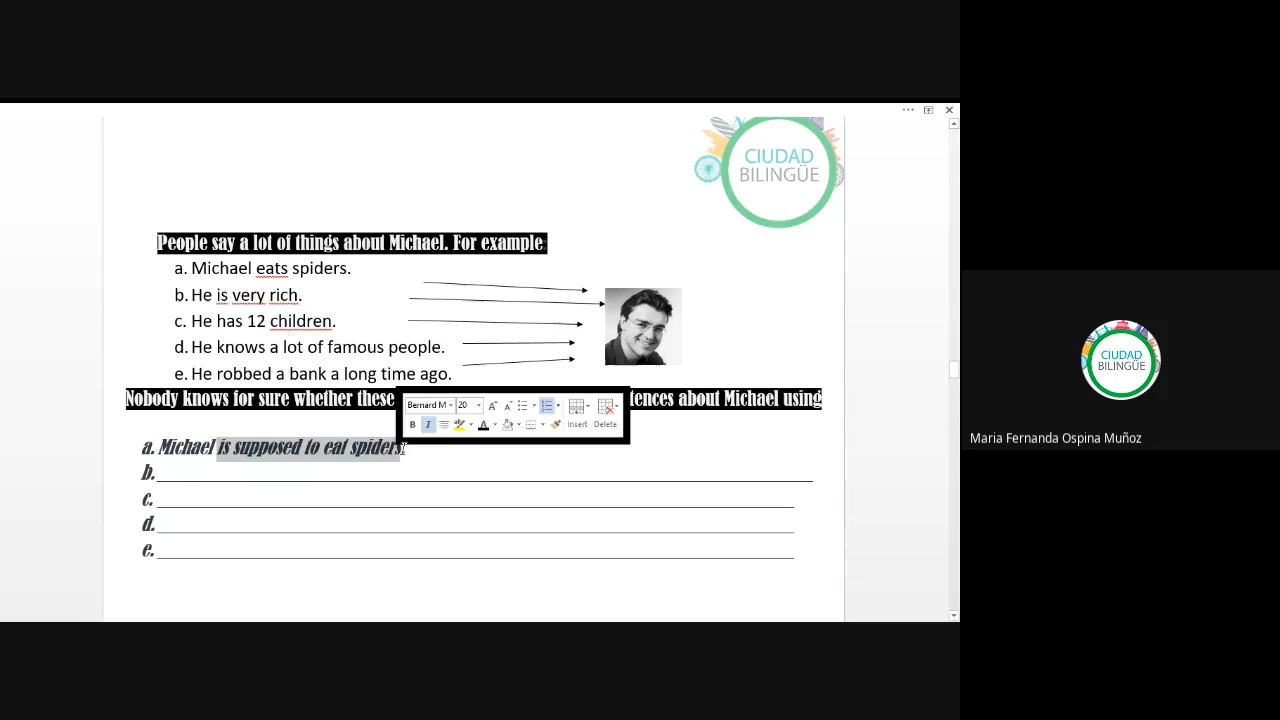 CIUDAD
BILINGÜE
People say a lot of things about Michael. For example:
a. Michael eats spiders.
b. He is very rich.
c. He has 12 children.
d. He knows a lot of famous people.
e. He robbed a bank a long time ago.
Nobody knows for sure whether these tences about Michael using
Bernard M 20
B I Insert Delete
a. Michael is supposed to eat spiders.
b.
c.
d.
e.
CIUDAD
BILINGÜE
Maria Fernanda Ospina Muñoz